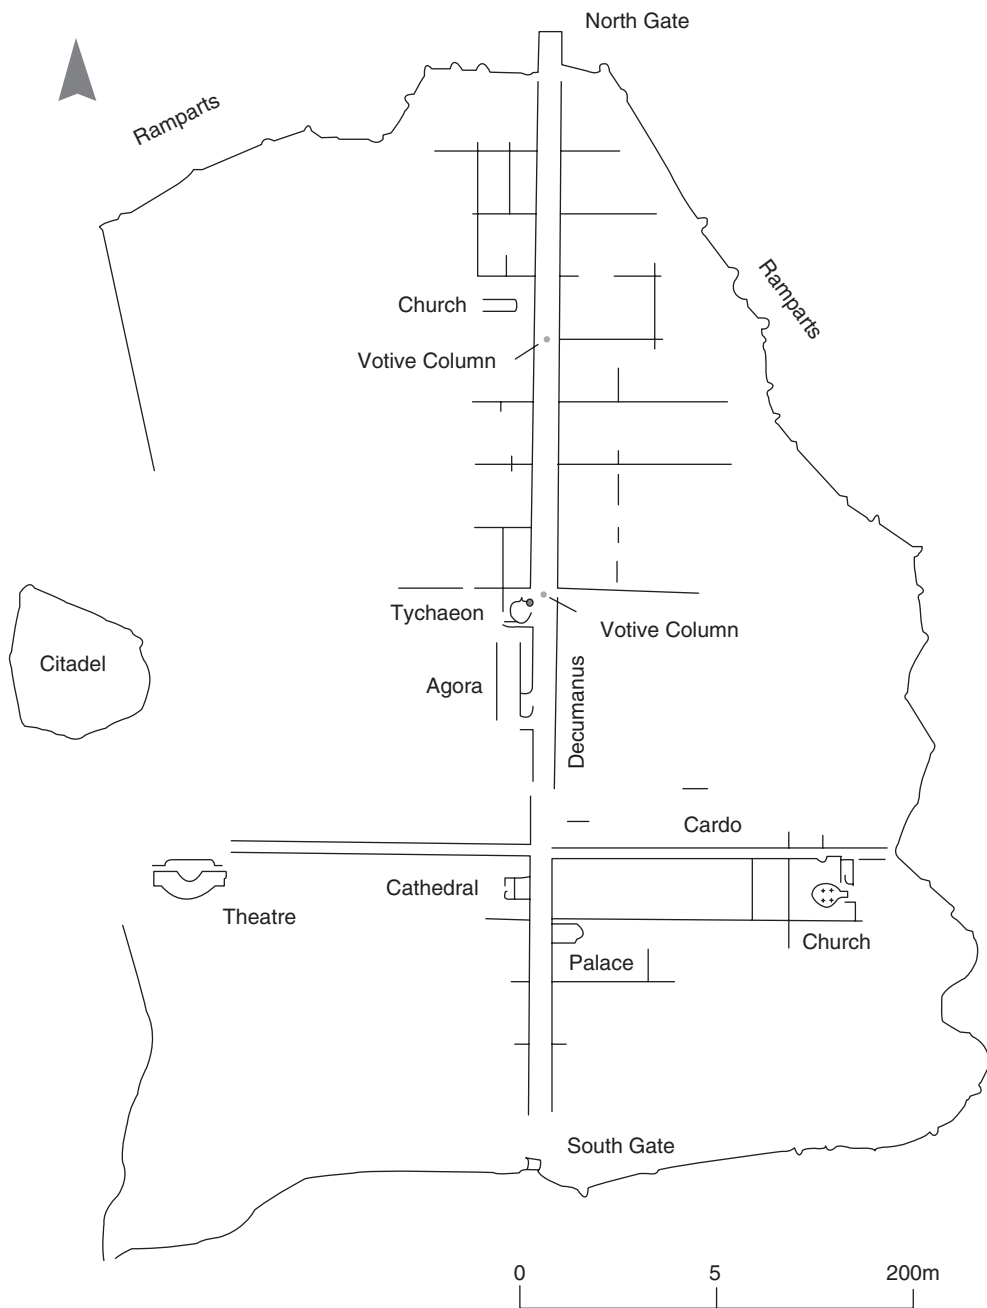 North Gate
Ramparts
Ramparts
Church
Votive Column
Tychaeon
Votive Column
Citadel
Agora
Decumanus
Cardo
Cathedral
Theatre
Church
Palace
South Gate
0 5 200m